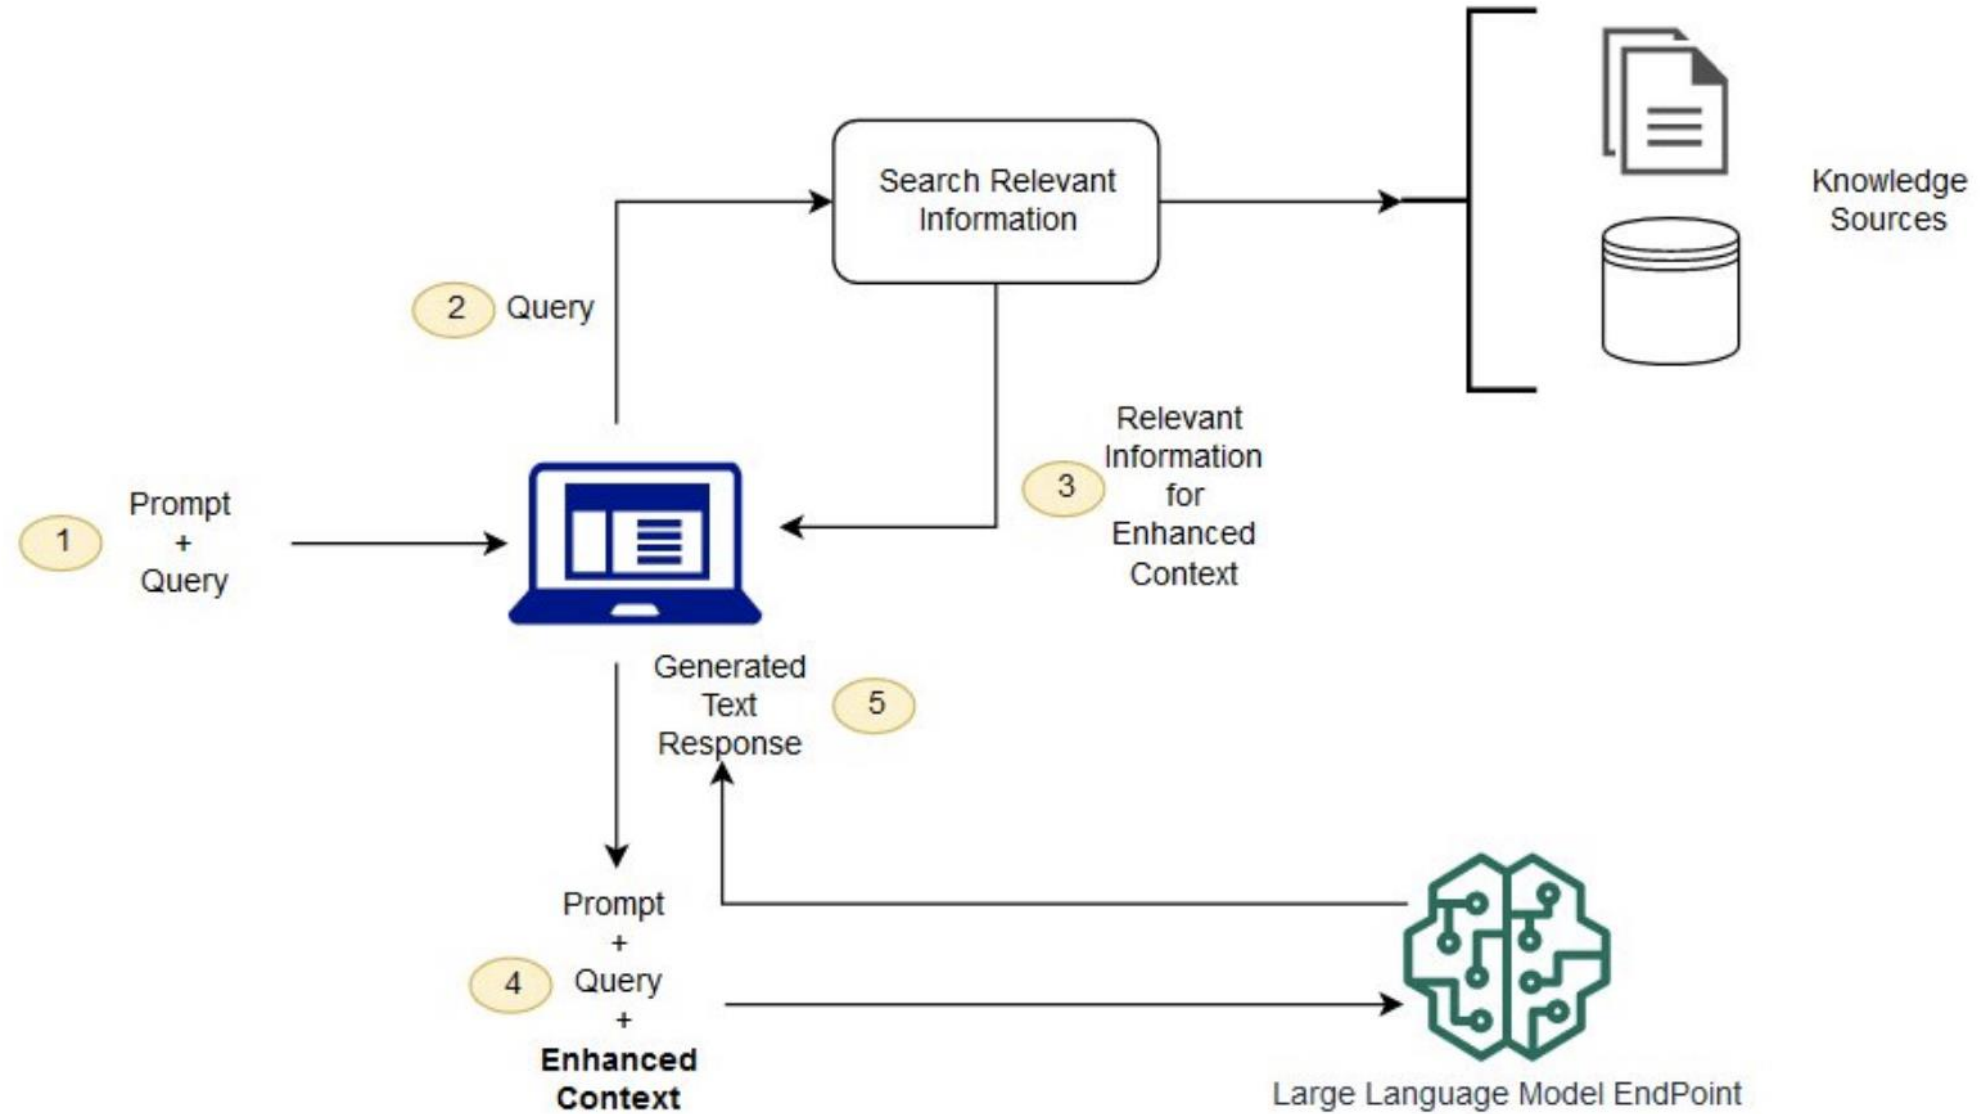 Search Relevant
Information
Knowledge
Sources
2 Query
Relevant
Information
for
Enhanced
Context
3
1
Prompt
+
Query
Generated
Text
Response
5
Prompt
+
Query
+
Enhanced
Context
4
Large Language Model EndPoint